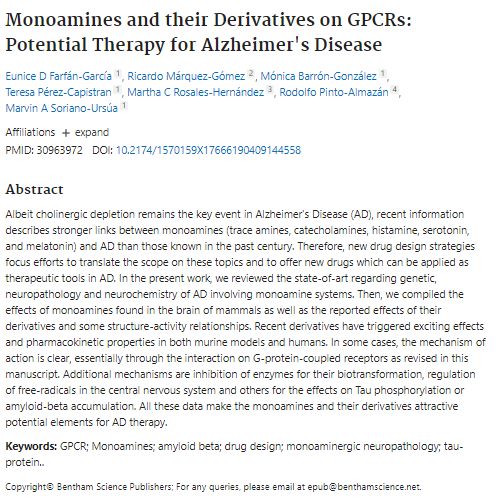 Monoamines and their Derivatives on GPCRs:
Potential Therapy for Alzheimer's Disease
Eunice D Farfán-García 1, Ricardo Márquez-Gómez 2, Mónica Barrón-González 1,
Teresa Pérez-Capistran 1, Martha C Rosales-Hernández 3, Rodolfo Pinto-Almazán 4,
Marvin A Soriano-Ursúa 1
Affiliations + expand
PMID: 30963972 DOI: 10.2174/1570159X17666190409144558
Abstract
Albeit cholinergic depletion remains the key event in Alzheimer's Disease (AD), recent information
describes stronger links between monoamines (trace amines, catecholamines, histamine, serotonin,
and melatonin) and AD than those known in the past century. Therefore, new drug design strategies
focus efforts to translate the scope on these topics and to offer new drugs which can be applied as
therapeutic tools in AD. In the present work, we reviewed the state-of-art regarding genetic,
neuropathology and neurochemistry of AD involving monoamine systems. Then, we compiled the
effects of monoamines found in the brain of mammals as well as the reported effects of their
derivatives and some structure-activity relationships. Recent derivatives have triggered exciting effects
and pharmacokinetic properties in both murine models and humans. In some cases, the mechanism of
action is clear, essentially through the interaction on G-protein-coupled receptors as revised in this
manuscript. Additional mechanisms are inhibition of enzymes for their biotransformation, regulation
of free-radicals in the central nervous system and others for the effects on Tau phosphorylation or
amyloid-beta accumulation. All these data make the monoamines and their derivatives attractive
potential elements for AD therapy.
Keywords: GPCR; Monoamines; amyloid beta; drug design; monoaminergic neuropathology; tau-
protein..
Copyright© Bentham Science Publishers; For any queries, please email at epub@benthamscience.net.